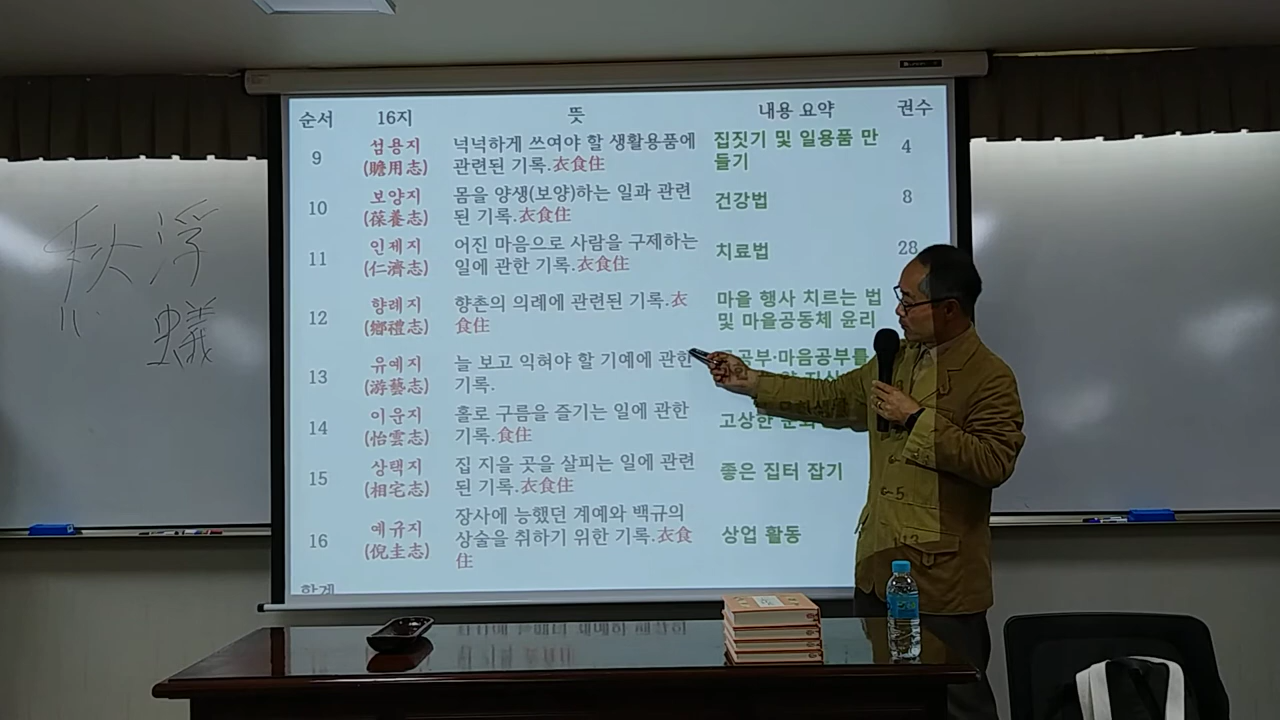 순서 16지 뜻 내용 요약 권수
9 섬용지 (贍用志) 넉넉하게 쓰여야 할 생활용품에 관련된 기록.衣食住 집짓기 및 일용품 만들기 4
10 보양지 (葆養志) 몸을 양생(보양)하는 일과 관련된 기록.衣食住 건강법 8
11 인제지 (仁濟志) 어진 마음으로 사람을 구제하는 일에 관한 기록.衣食住 치료법 28
12 향례지 (鄕禮志) 향촌의 의례에 관련된 기록.衣食住 마을 행사 치르는 법 및 마을공동체 윤리
13 유예지 (游藝志) 늘 보고 익혀야 할 기예에 관한 기록. 공부·마음공부를
14 이운지 (怡雲志) 홀로 구름을 즐기는 일에 관한 기록.食住 고상한
15 상택지 (相宅志) 집 지을 곳을 살피는 일에 관련된 기록.衣食住 좋은 집터 잡기 5
16 예규지 (倪圭志) 장사에 능했던 계예와 백규의 상술을 취하기 위한 기록.衣食住 상업 활동
浮
蟻